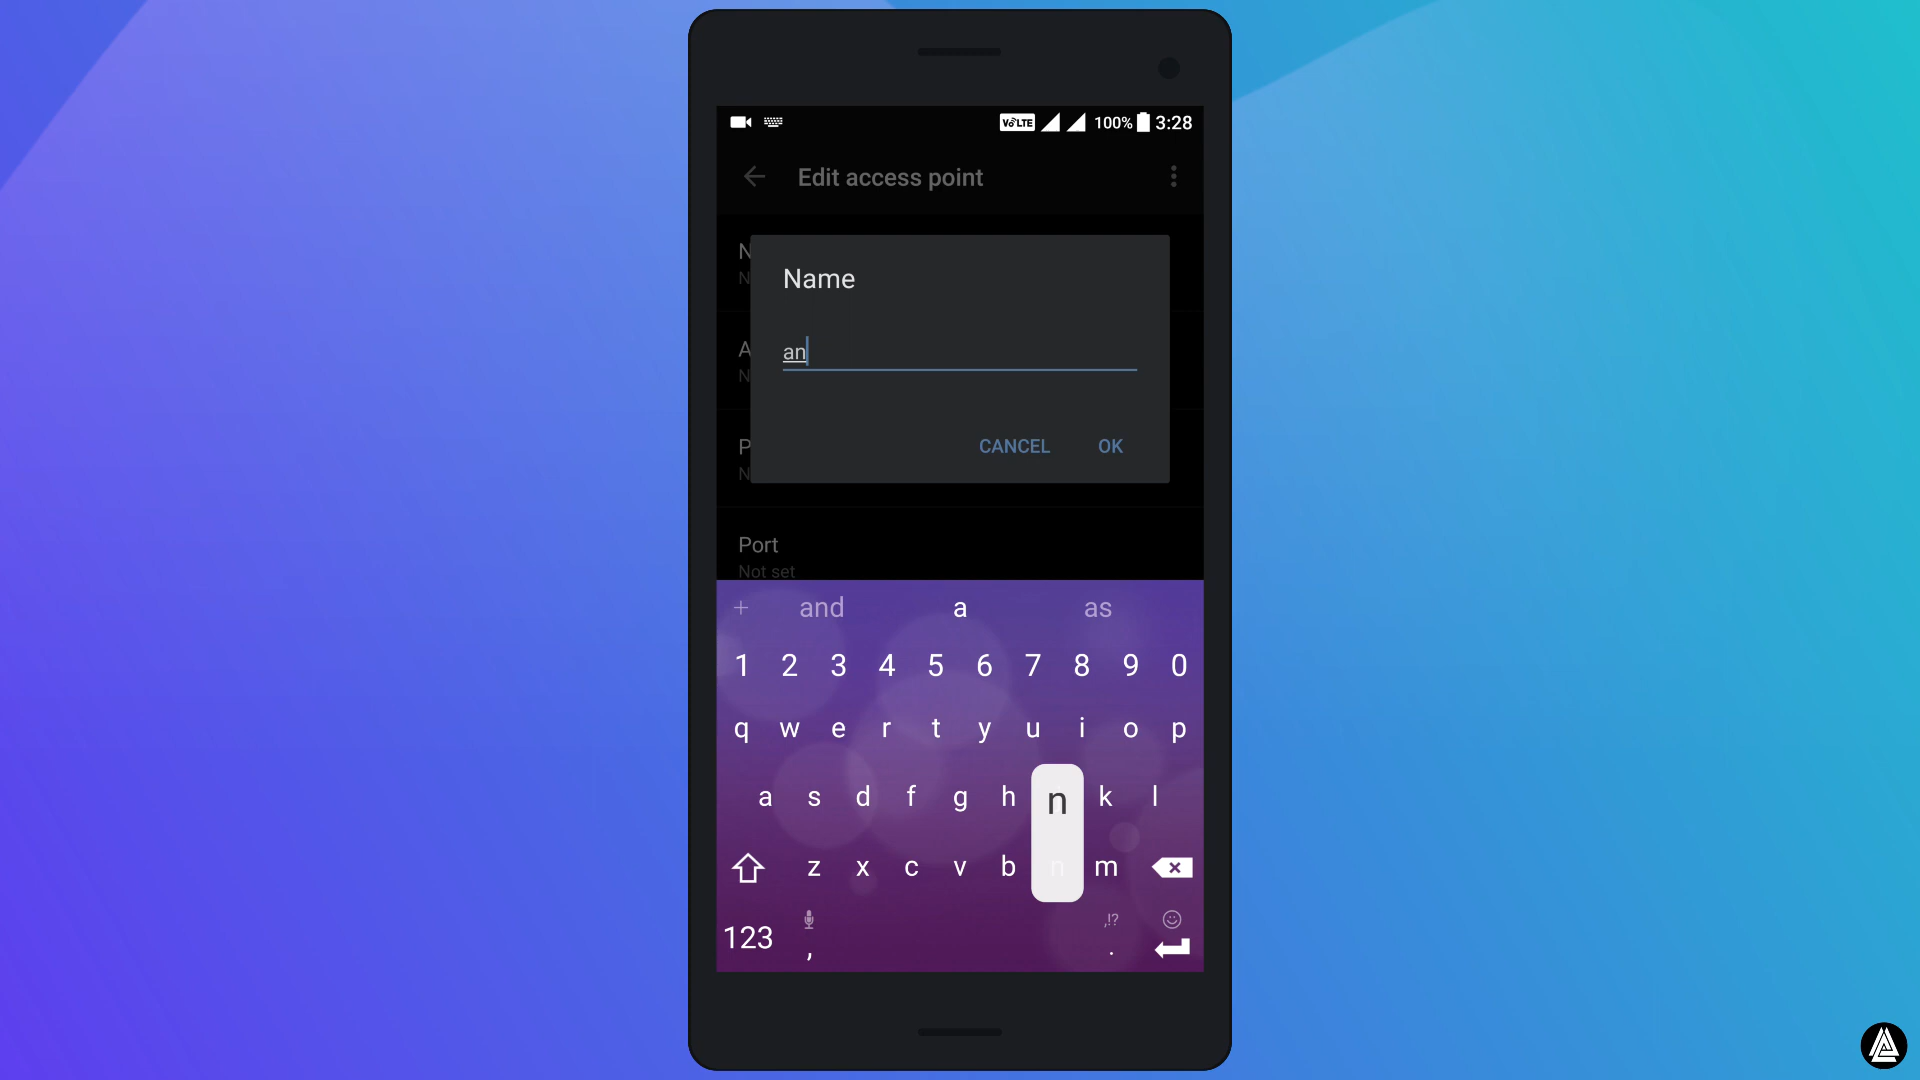 VoLTE 100% 3:28
Edit access point
N
N
Name
A
an
N
P
CANCEL OK
N
Port
Not set
+ and a as
1 2 3 4 5 6 7 8 9 0
q w e r t y u i o p
a s d f g h n k l
z x c v b n m
,!?
123 , .